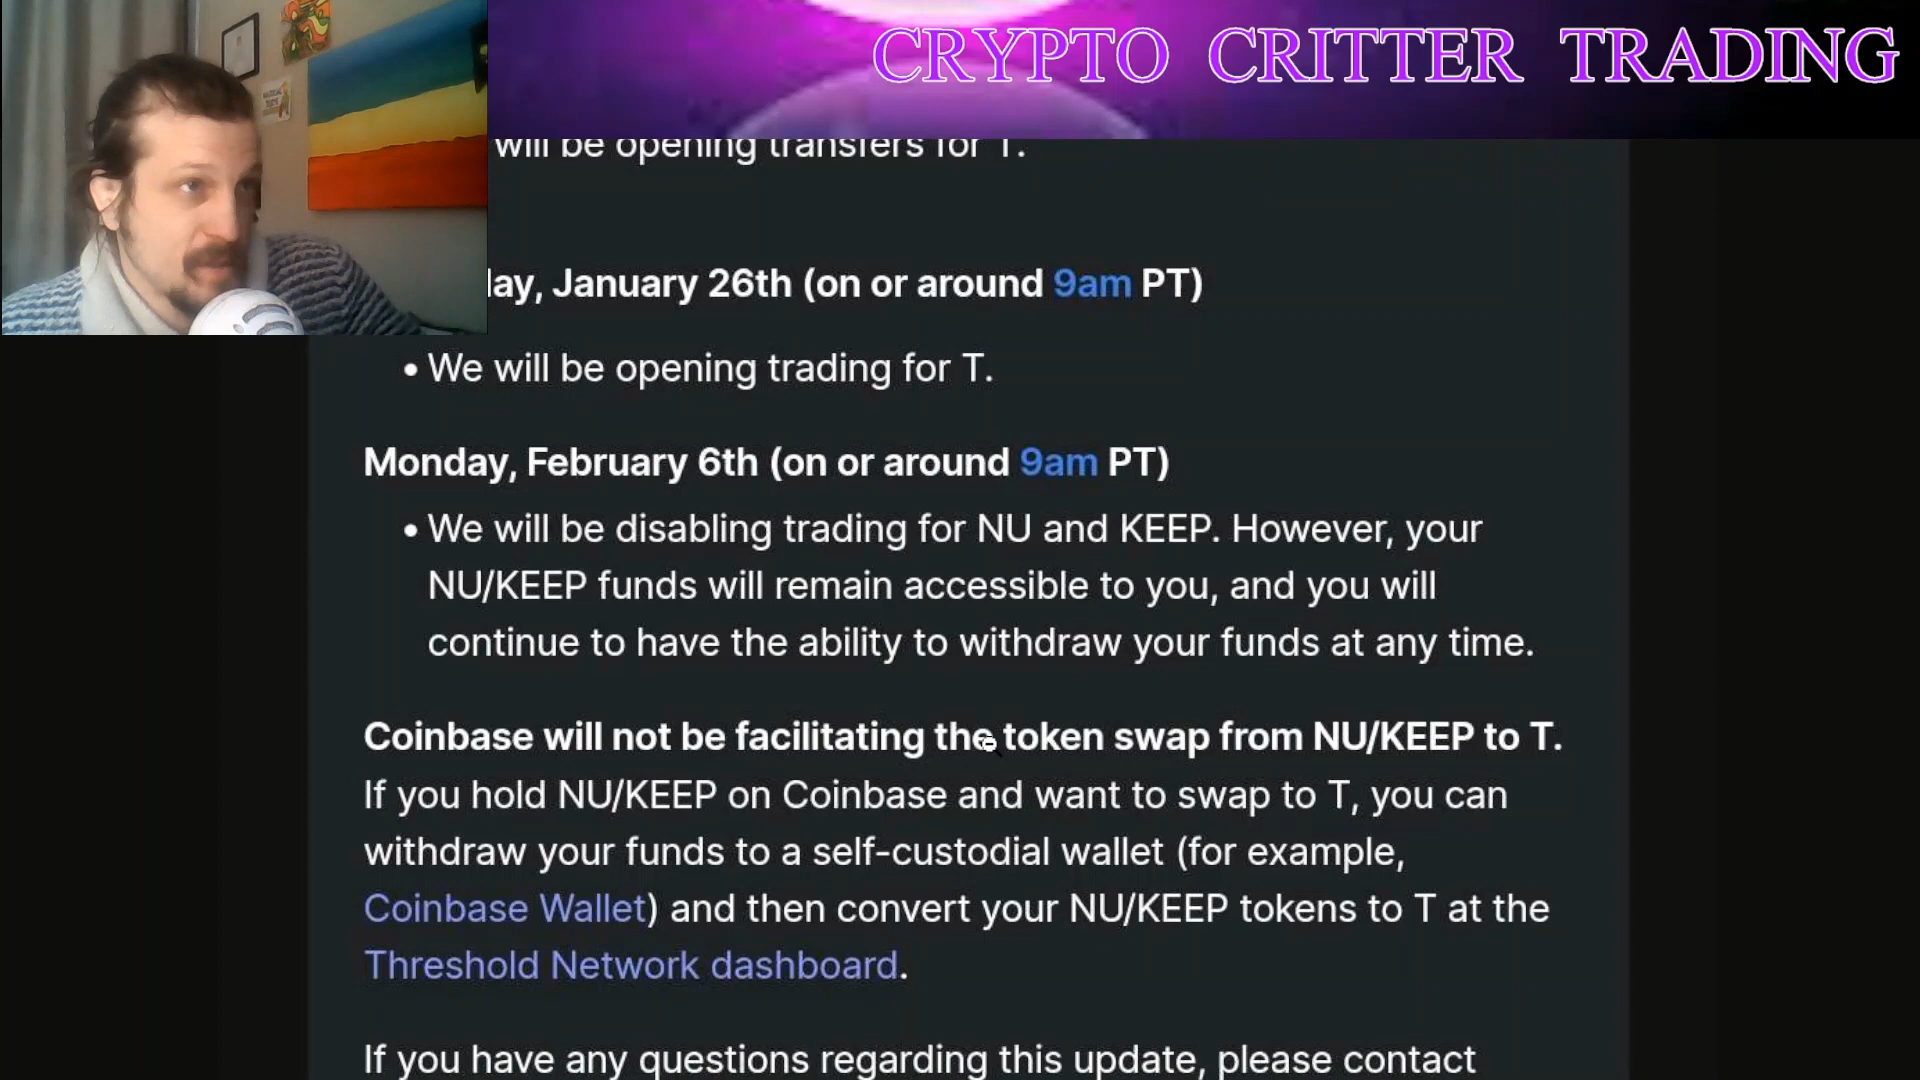 CRYPTO CRITTER TRADING
will be opening transfers for T.
lay, January 26th (on or around 9am PT)
• We will be opening trading for T.
Monday, February 6th (on or around 9am PT)
• We will be disabling trading for NU and KEEP. However, your
NU/KEEP funds will remain accessible to you, and you will
continue to have the ability to withdraw your funds at any time.
Coinbase will not be facilitating the token swap from NU/KEEP to T.
If you hold NU/KEEP on Coinbase and want to swap to T, you can
withdraw your funds to a self-custodial wallet (for example,
Coinbase Wallet) and then convert your NU/KEEP tokens to T at the
Threshold Network dashboard.
If you have any questions regarding this update, please contact